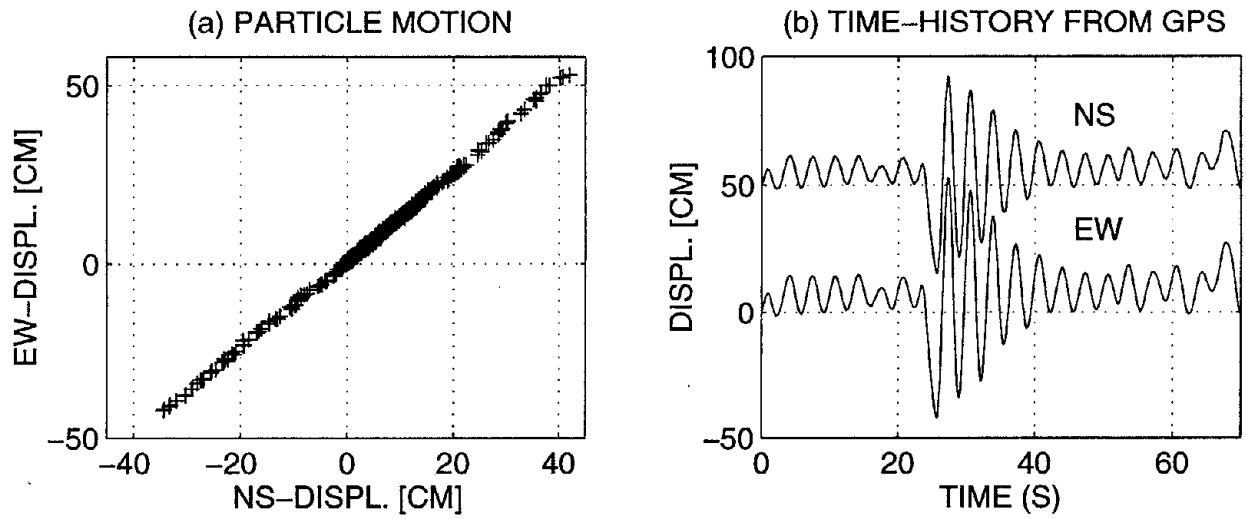 (a) PARTICLE MOTION
EW-DISPL. [CM]
50
0
−50
−40
−20
0
20
40
NS-DISPL. [CM]
(b) TIME-HISTORY FROM GPS
DISPL. [CM]
100
50
0
−50
NS
EW
0
20
40
60
TIME (S)